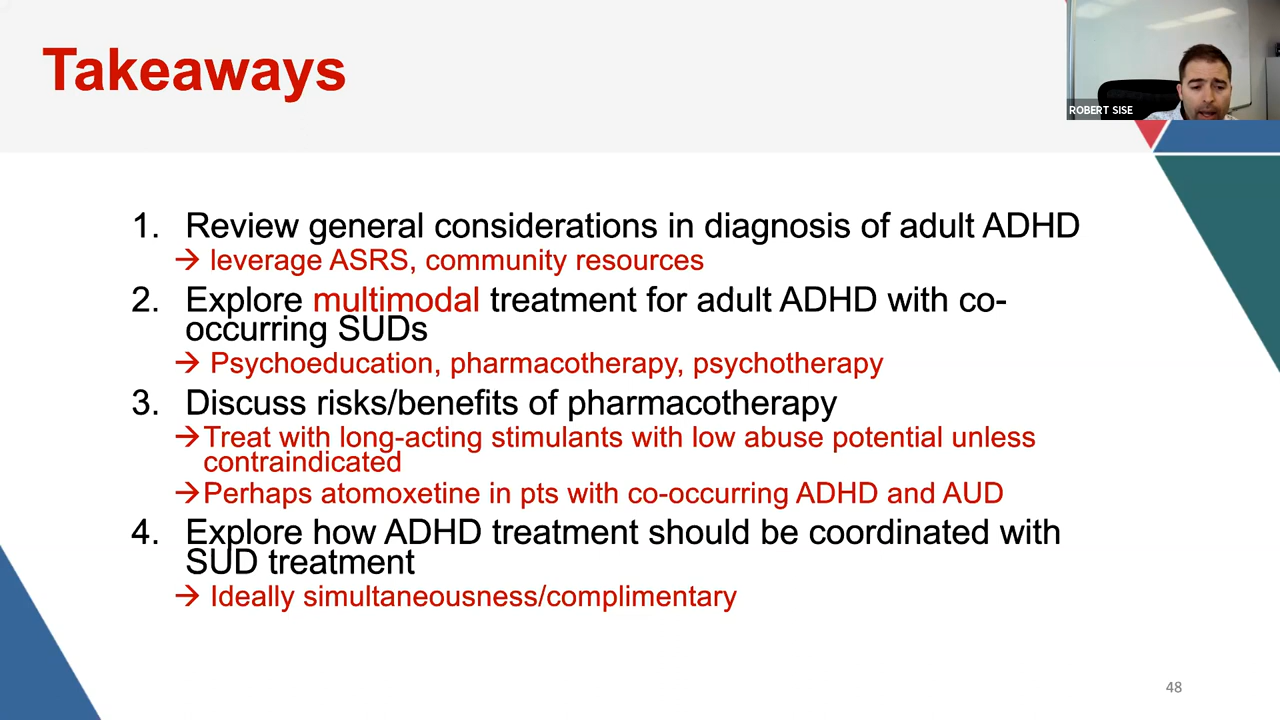 Takeaways
ROBERT SISE
1. Review general considerations in diagnosis of adult ADHD
→ leverage ASRS, community resources
2. Explore multimodal treatment for adult ADHD with co-
occurring SUDs
→ Psychoeducation, pharmacotherapy, psychotherapy
3. Discuss risks/benefits of pharmacotherapy
→Treat with long-acting stimulants with low abuse potential unless
contraindicated
→Perhaps atomoxetine in pts with co-occurring ADHD and AUD
4. Explore how ADHD treatment should be coordinated with
SUD treatment
→ Ideally simultaneousness/complimentary
48